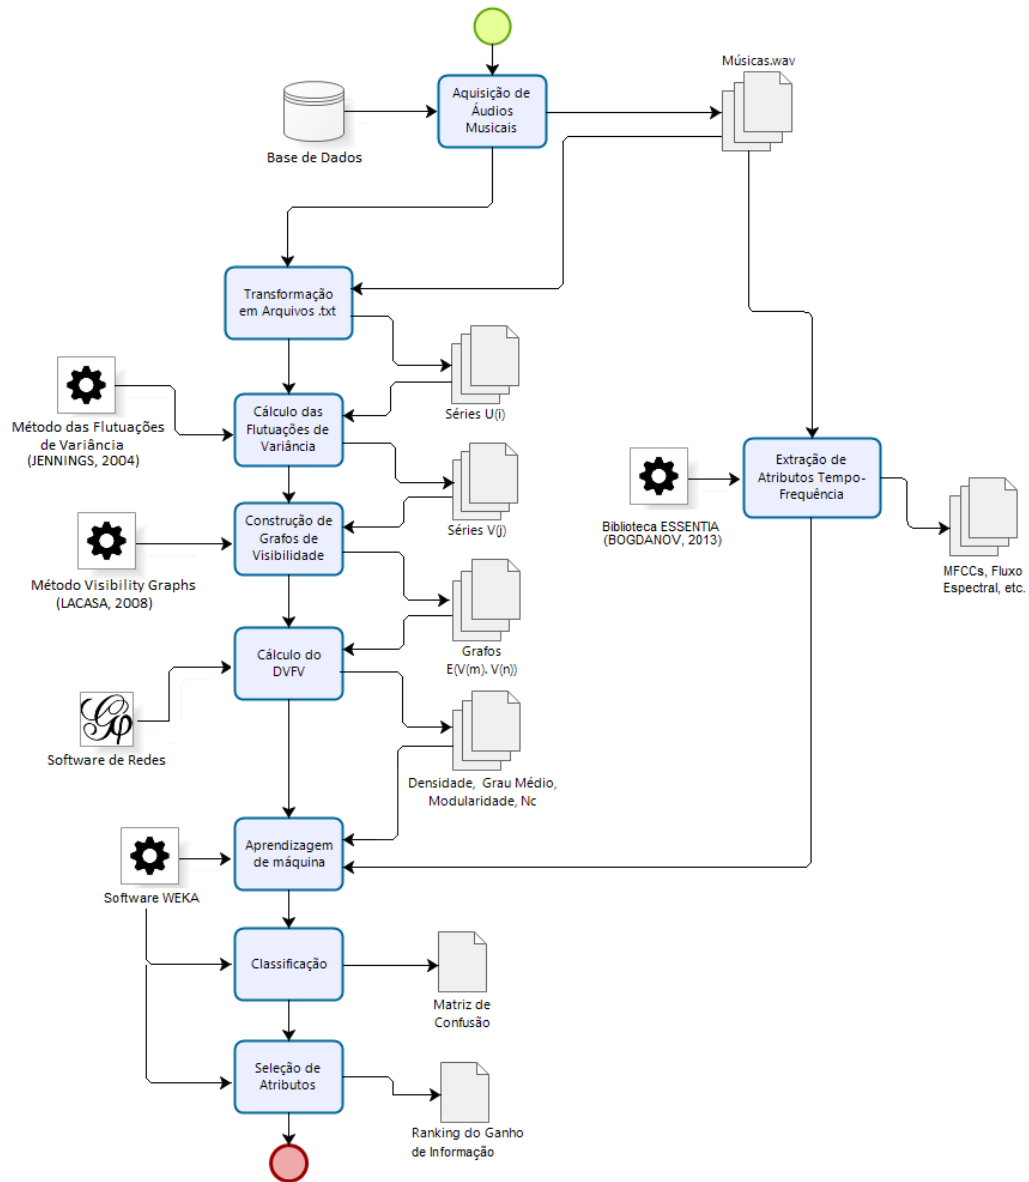 Músicas.wav
Aquisição de
Áudios
Musicais
Base de Dados
Transformação
em Arquivos .txt
Séries U(i)
Método das Flutuações
de Variância
(JENNINGS, 2004)
Cálculo das
Flutuações de
Variância
Extração de
Atributos Tempo-
Frequência
Biblioteca ESSENTIA
(BOGDANOV, 2013)
MFCCs, Fluxo
Espectral, etc.
Construção de
Grafos de
Visibilidade
Séries V(j)
Método Visibility Graphs
(LACASA, 2008)
Grafos
E(V(m). V(n))
Cálculo do
DVFV
Gφ
Software de Redes
Densidade, Grau Médio,
Modularidade, Nc
Aprendizagem
de máquina
Software WEKA
Classificação
Matriz de
Confusão
Seleção de
Atributos
Ranking do Ganho
de Informação